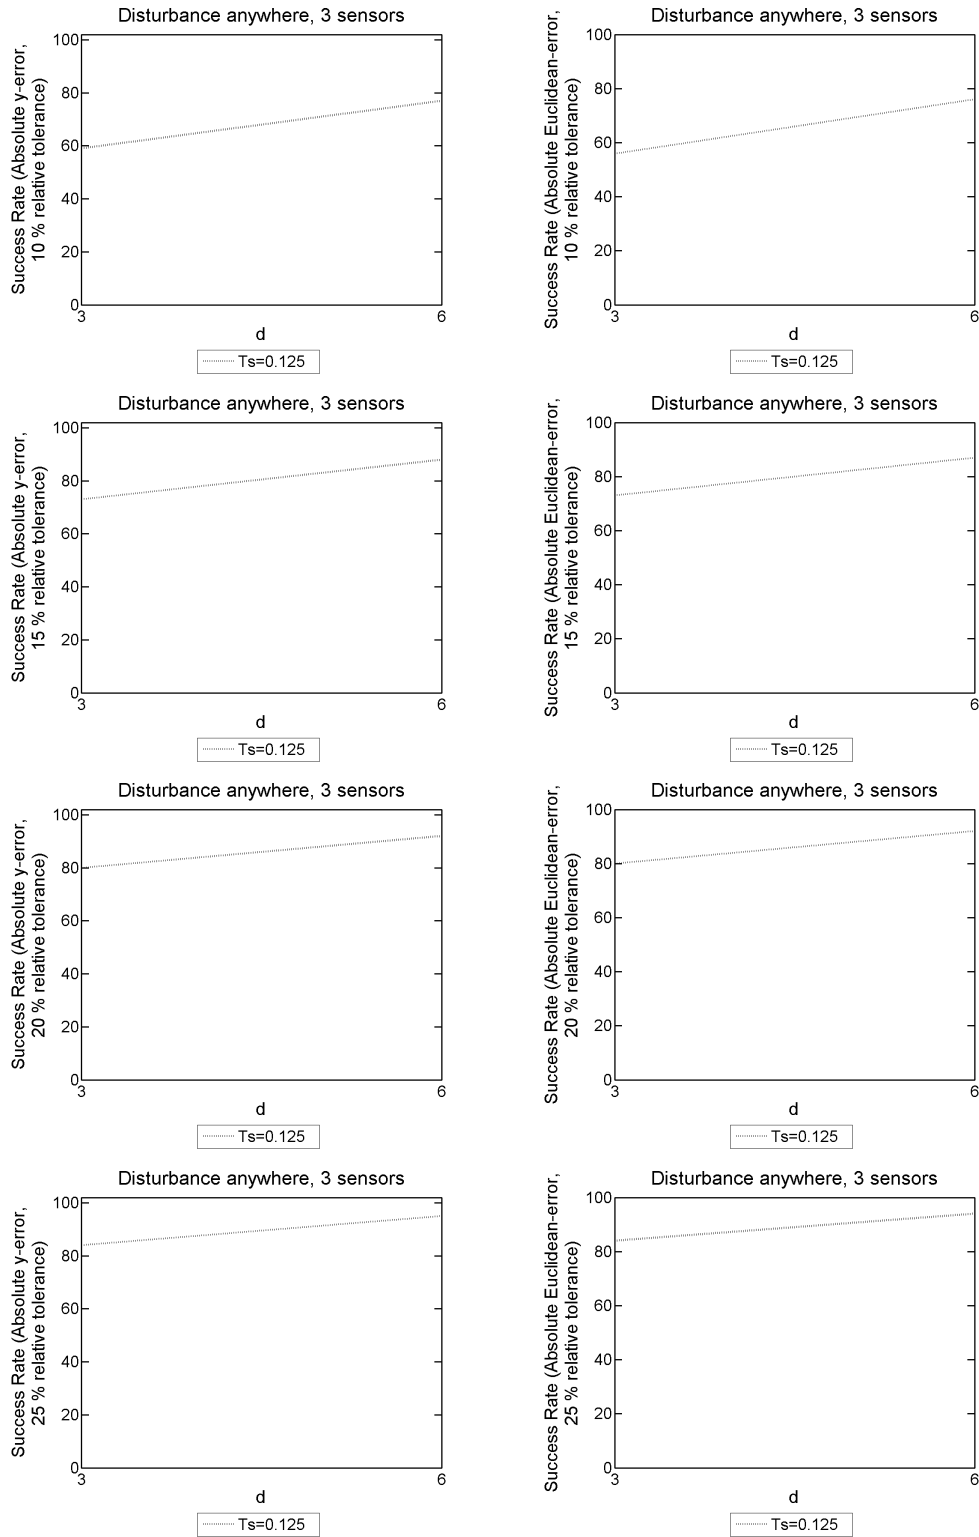 Disturbance anywhere, 3 sensors
Success Rate (Absolute y-error,
10 % relative tolerance)
100
80
60
40
20
0
3
6
d
Ts=0.125
Disturbance anywhere, 3 sensors
Success Rate (Absolute Euclidean-error,
10 % relative tolerance)
100
80
60
40
20
0
3
6
d
Ts=0.125
Disturbance anywhere, 3 sensors
Success Rate (Absolute y-error,
15 % relative tolerance)
100
80
60
40
20
0
3
6
d
Ts=0.125
Disturbance anywhere, 3 sensors
Success Rate (Absolute Euclidean-error,
15 % relative tolerance)
100
80
60
40
20
0
3
6
d
Ts=0.125
Disturbance anywhere, 3 sensors
Success Rate (Absolute y-error,
20 % relative tolerance)
100
80
60
40
20
0
3
6
d
Ts=0.125
Disturbance anywhere, 3 sensors
Success Rate (Absolute Euclidean-error,
20 % relative tolerance)
100
80
60
40
20
0
3
6
d
Ts=0.125
Disturbance anywhere, 3 sensors
Success Rate (Absolute y-error,
25 % relative tolerance)
100
80
60
40
20
0
3
6
d
Ts=0.125
Disturbance anywhere, 3 sensors
Success Rate (Absolute Euclidean-error,
25 % relative tolerance)
100
80
60
40
20
0
3
6
d
Ts=0.125